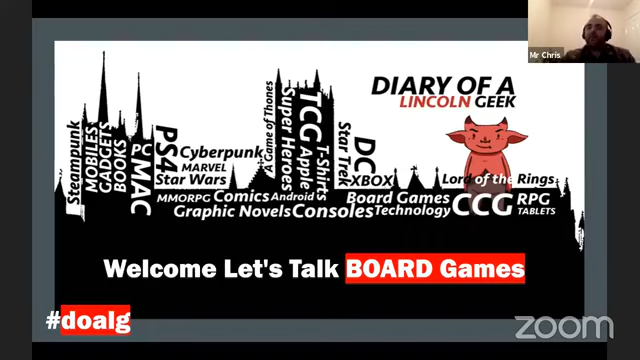 Mr Chris
DIARY OF A
LINCOLN GEEK
Steampunk
MOBILES
GADGETS
BOOKS
PC
MAC
PS4
Cyberpunk
MARVEL
Star Wars
A Game of Thones
Super Heroes
TCG
Apple
T-Shirts
Star Trek
DC
XBOX
Lord of the Rings
MMORPG Comics Android Board Games CCG RPG
Graphic Novels Consoles Technology TABLETS
Welcome Let's Talk BOARD Games
#doalg
zoom